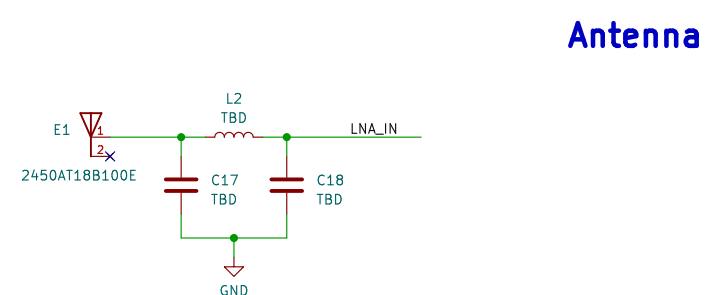 Antenna
L2
TBD
LNA_IN
E1
1
2
2450AT18B100E
C17
TBD
C18
TBD
GND